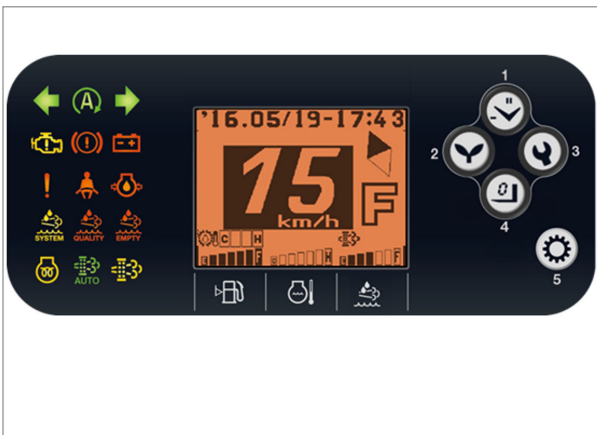 1
(A)
'16.05/19-17:43
2
3
15
F
km/h
4
SYSTEM QUALITY EMPTY
C H
E F C H E F
AUTO
5